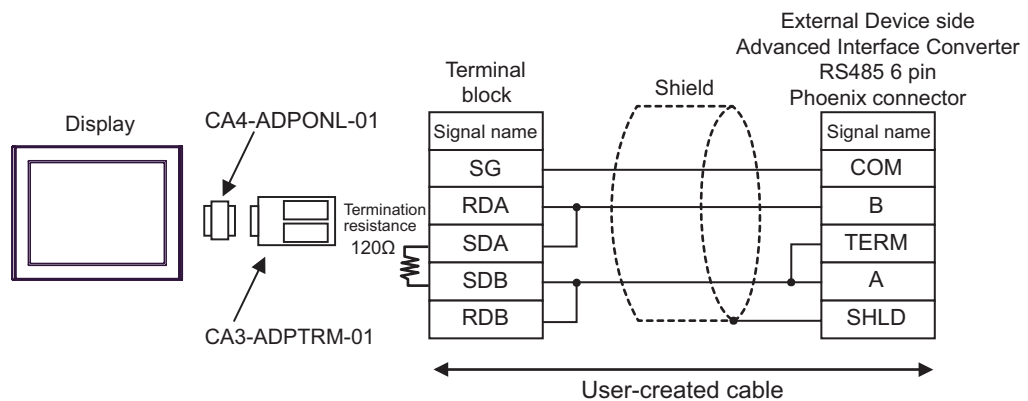 External Device side
Advanced Interface Converter
RS485 6 pin
Phoenix connector
Terminal
block
Shield
Display
CA4-ADPONL-01
Signal name
SG
RDA
SDA
SDB
RDB
Signal name
COM
B
TERM
A
SHLD
Termination
resistance
120Ω
CA3-ADPTRM-01
User-created cable